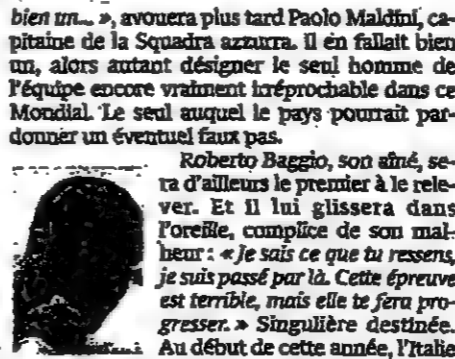 bien un... », avouera plus tard Paolo Maldini, ca-
pitaine de la Squadra azzurra. Il en fallait bien
un, alors autant désigner le seul homme de
l'équipe encore vraiment irréprochable dans ce
Mondial. Le seul auquel le pays pourrait par-
donner un éventuel faux pas.
Roberto Baggio, son aîné, se-
ra d'ailleurs le premier à le rele-
ver. Et il lui glissera dans
l'oreille, complice de son mal-
heur : « Je sais ce que tu ressens,
je suis passé par là. Cette épreuve
est terrible, mais elle te fera pro-
gresser. » Singulière destinée.
Au début de cette année, l'Italie